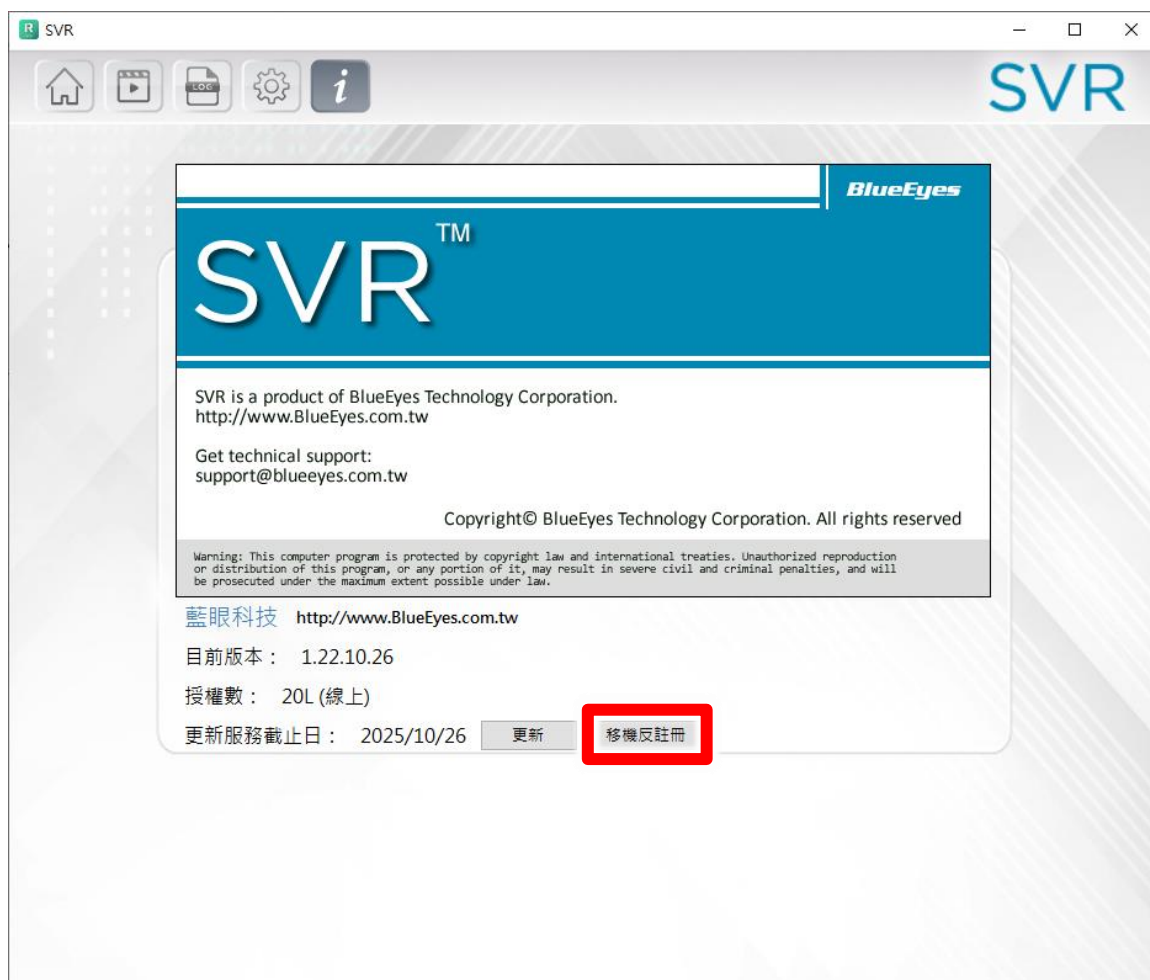 R SVR
LOG
i
SVR
BlueEyes
SVR™
SVR is a product of BlueEyes Technology Corporation.
http://www.BlueEyes.com.tw
Get technical support:
support@blueeyes.com.tw
Copyright© BlueEyes Technology Corporation. All rights reserved
Warning: This computer program is protected by copyright law and international treaties. Unauthorized reproduction
or distribution of this program, or any portion of it, may result in severe civil and criminal penalties, and will
be prosecuted under the maximum extent possible under law.
藍眼科技 http://www.BlueEyes.com.tw
目前版本： 1.22.10.26
授權數： 20L (線上)
更新服務截止日： 2025/10/26 更新 移機反註冊